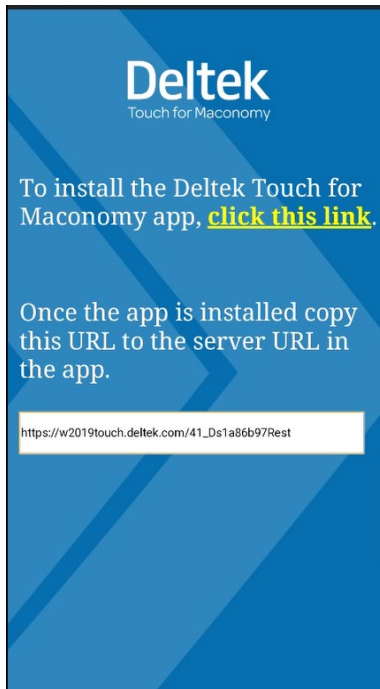 Deltek
Touch for Maconomy
To install the Deltek Touch for
Maconomy app, click this link.
Once the app is installed copy
this URL to the server URL in
the app.
https://w2019touch.deltek.com/41_Ds1a86b97Rest